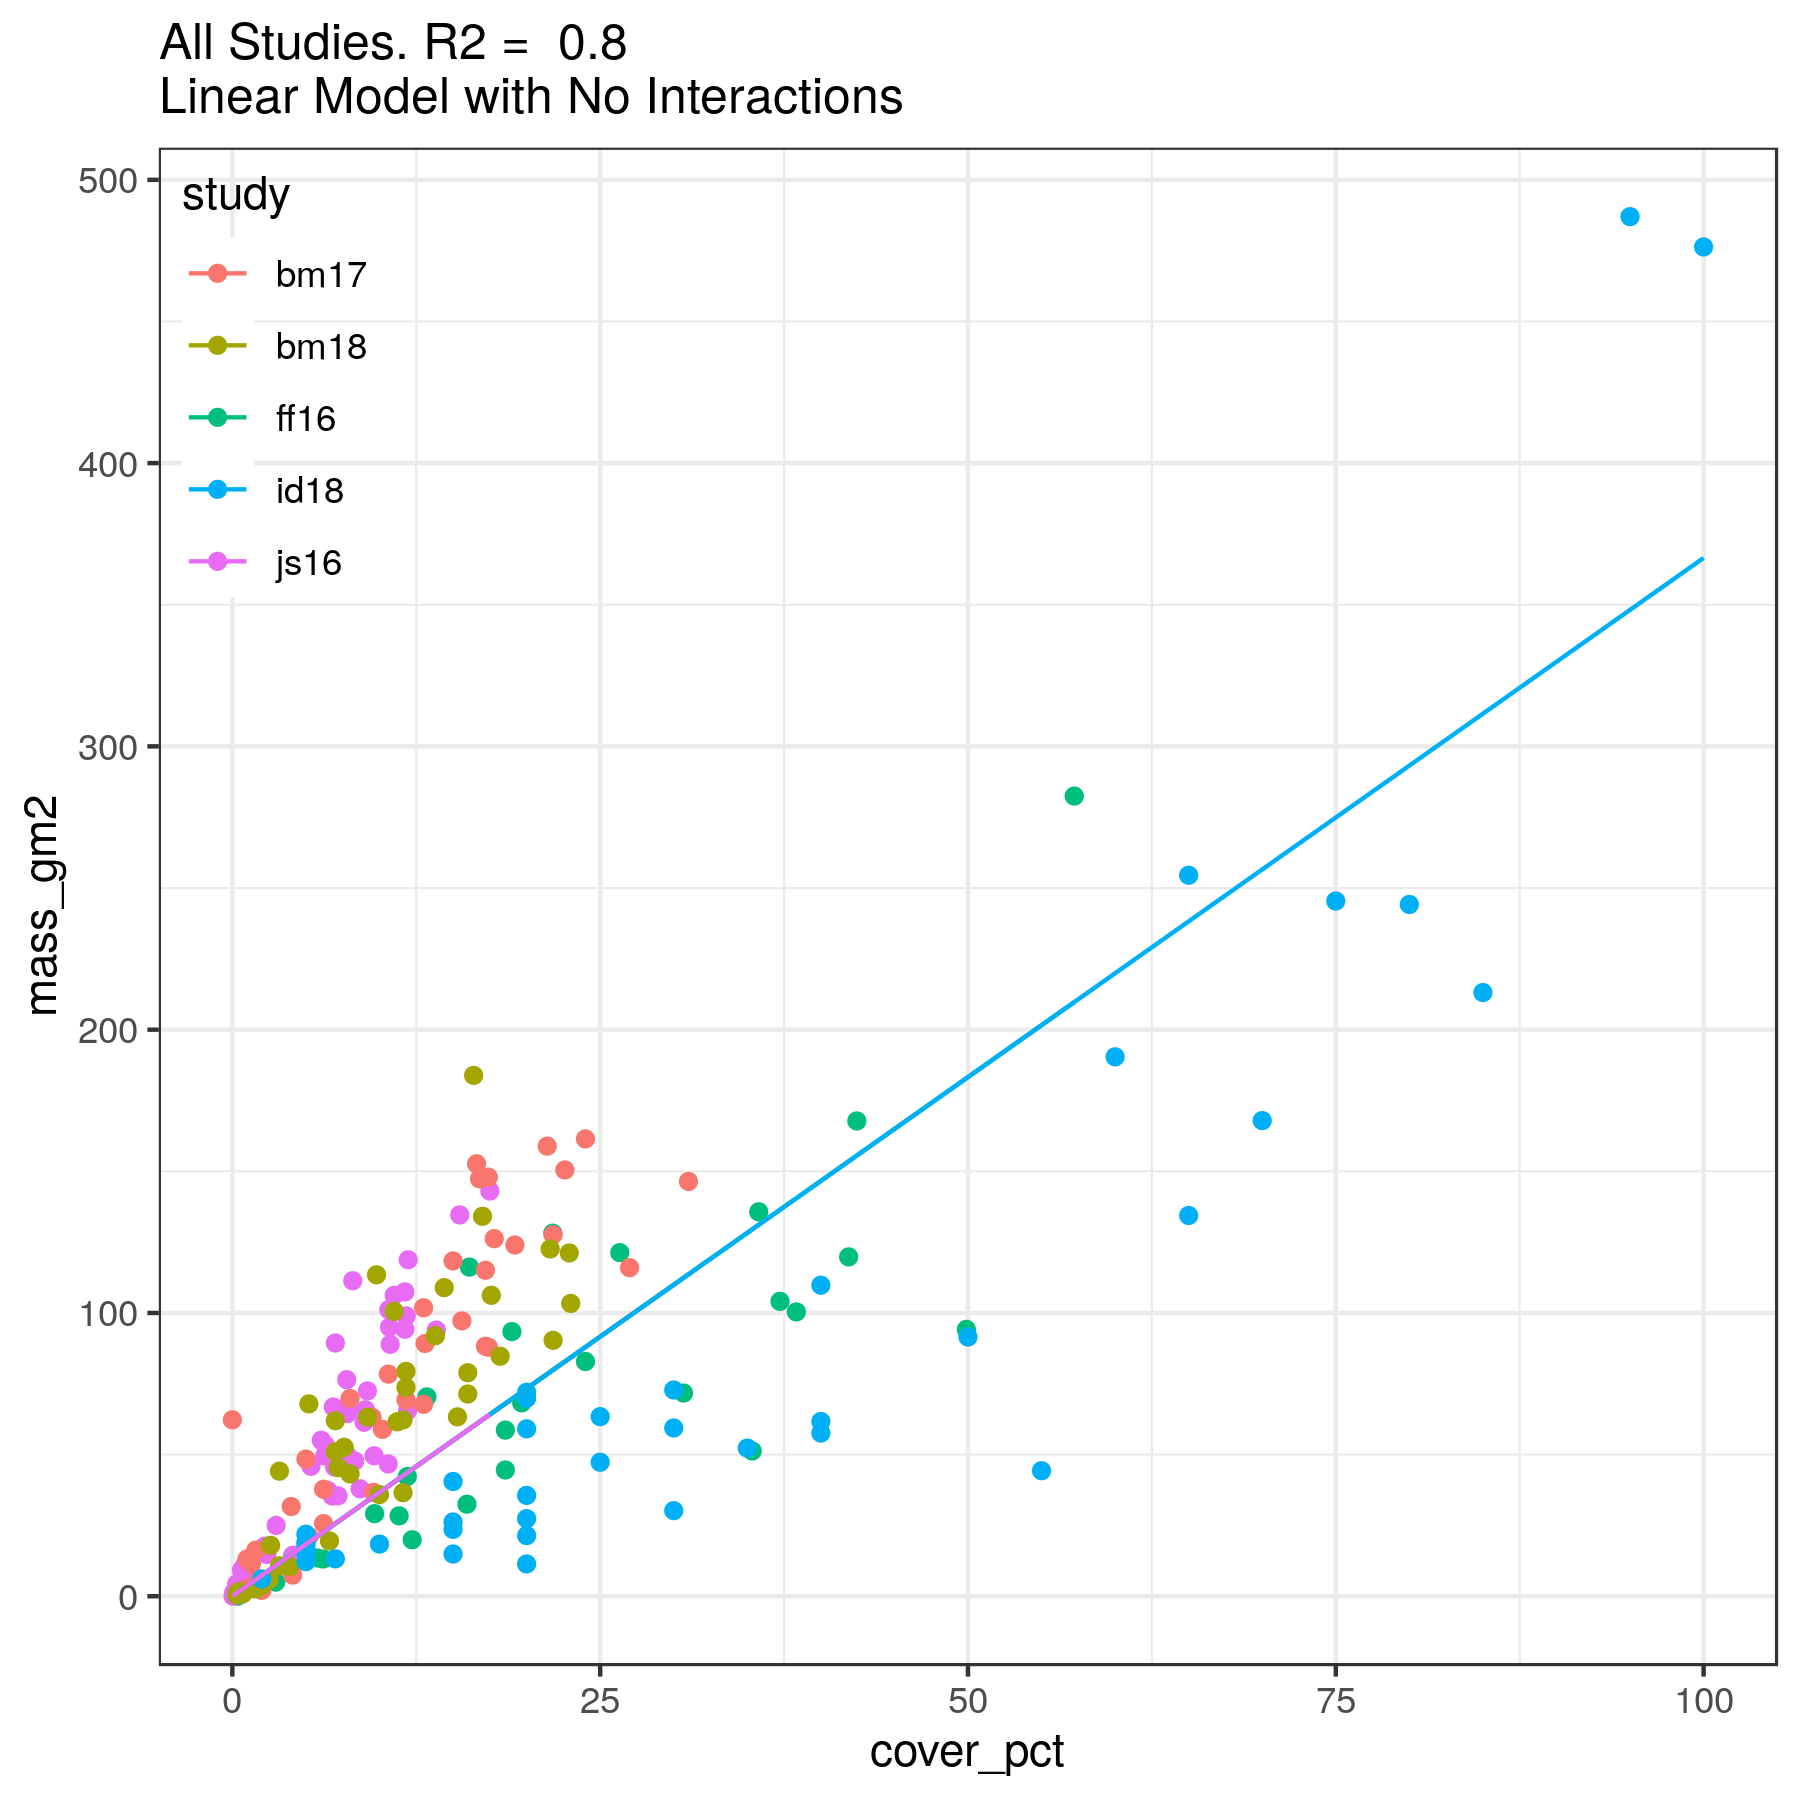 All Studies. R2 =  0.8
Linear Model with No Interactions
study
bm17
bm18
ff16
id18
js16
500
400
300
200
100
0
mass_gm2
0 25 50 75 100
cover_pct